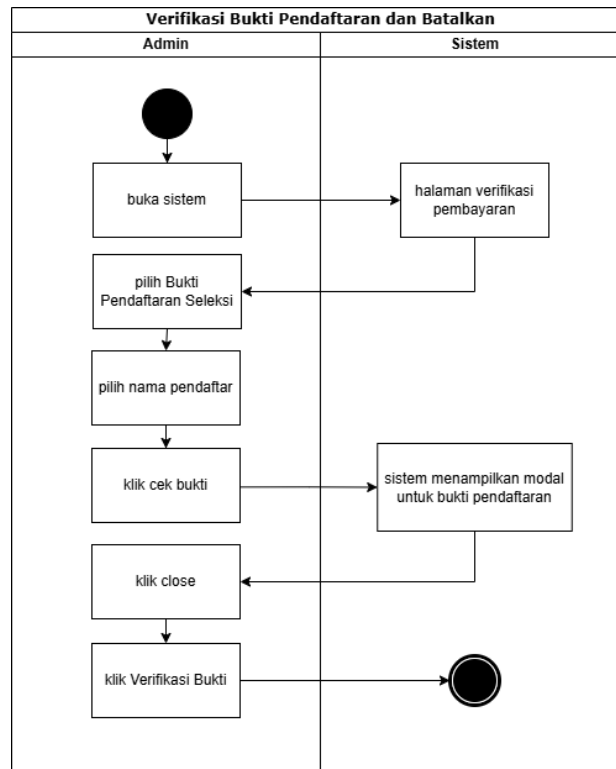 Verifikasi Bukti Pendaftaran dan Batalkan
Admin
Sistem
buka sistem
halaman verifikasi
pembayaran
pilih Bukti
Pendaftaran Seleksi
pilih nama pendaftar
klik cek bukti
sistem menampilkan modal
untuk bukti pendaftaran
klik close
klik Verifikasi Bukti